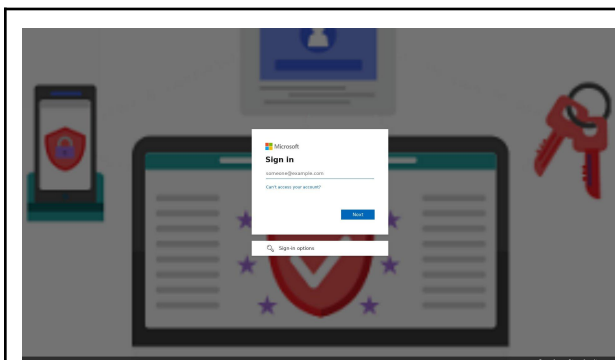 Microsoft
Sign in
someone@example.com
Can't access your account?
Next
Sign-in options